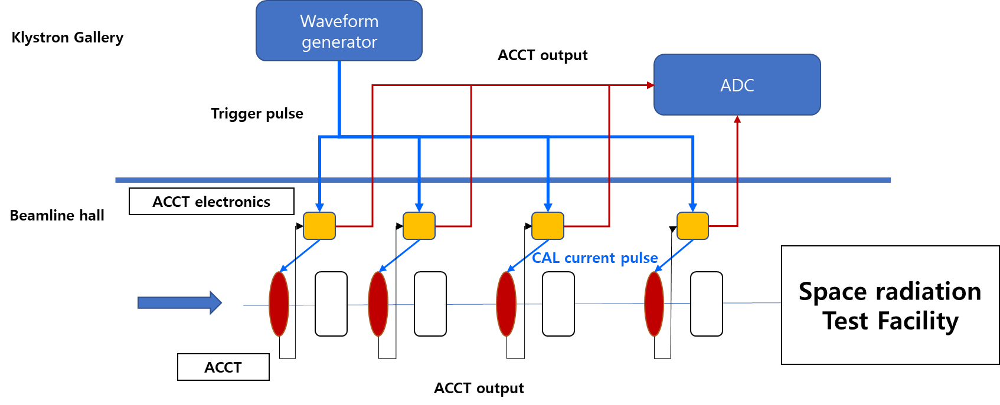 Waveform
generator
Klystron Gallery
ACCT output
ADC
Trigger pulse
ACCT electronics
Beamline hall
CAL current pulse
Space radiation
Test Facility
ACCT
ACCT output